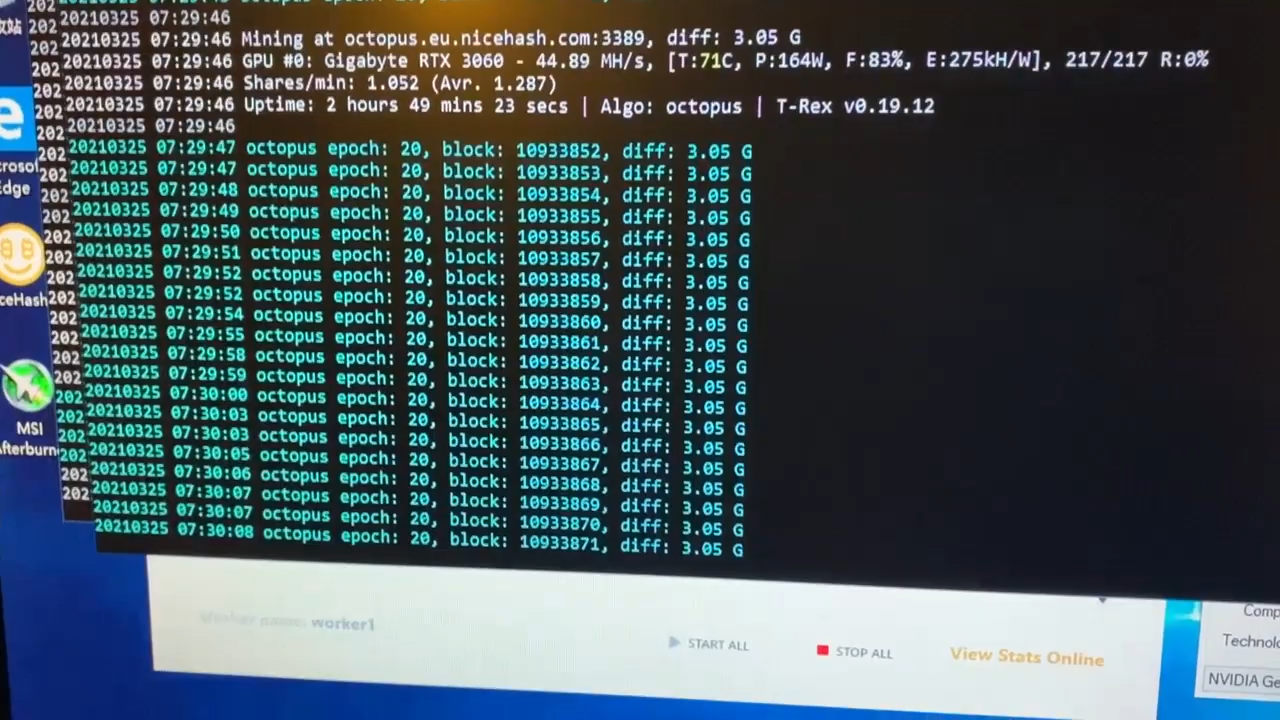 20210325 07:29:46
20210325 07:29:46 Mining at octopus.eu.nicehash.com:3389, diff: 3.05 G
20210325 07:29:46 GPU #0: Gigabyte RTX 3060 - 44.89 MH/s, [T:71C, P:164W, F:83%, E:275kH/W], 217/217 R:0%
20210325 07:29:46 Shares/min: 1.052 (Avr. 1.287)
20210325 07:29:46 Uptime: 2 hours 49 mins 23 secs | Algo: octopus | T-Rex v0.19.12
20210325 07:29:46
20210325 07:29:47 octopus epoch: 20, block: 10933852, diff: 3.05 G
20210325 07:29:47 octopus epoch: 20, block: 10933853, diff: 3.05 G
20210325 07:29:48 octopus epoch: 20, block: 10933854, diff: 3.05 G
20210325 07:29:49 octopus epoch: 20, block: 10933855, diff: 3.05 G
20210325 07:29:50 octopus epoch: 20, block: 10933856, diff: 3.05 G
20210325 07:29:51 octopus epoch: 20, block: 10933857, diff: 3.05 G
20210325 07:29:52 octopus epoch: 20, block: 10933858, diff: 3.05 G
20210325 07:29:52 octopus epoch: 20, block: 10933859, diff: 3.05 G
20210325 07:29:54 octopus epoch: 20, block: 10933860, diff: 3.05 G
20210325 07:29:55 octopus epoch: 20, block: 10933861, diff: 3.05 G
20210325 07:29:58 octopus epoch: 20, block: 10933862, diff: 3.05 G
20210325 07:29:59 octopus epoch: 20, block: 10933863, diff: 3.05 G
20210325 07:30:00 octopus epoch: 20, block: 10933864, diff: 3.05 G
20210325 07:30:03 octopus epoch: 20, block: 10933865, diff: 3.05 G
20210325 07:30:03 octopus epoch: 20, block: 10933866, diff: 3.05 G
20210325 07:30:05 octopus epoch: 20, block: 10933867, diff: 3.05 G
20210325 07:30:06 octopus epoch: 20, block: 10933868, diff: 3.05 G
20210325 07:30:07 octopus epoch: 20, block: 10933869, diff: 3.05 G
20210325 07:30:07 octopus epoch: 20, block: 10933870, diff: 3.05 G
20210325 07:30:08 octopus epoch: 20, block: 10933871, diff: 3.05 G
crosof
Edge
ceHash
MSI
Afterburn
worker1
START ALL
STOP ALL
View Stats Online
Comp
Technolo
NVIDIA Ge